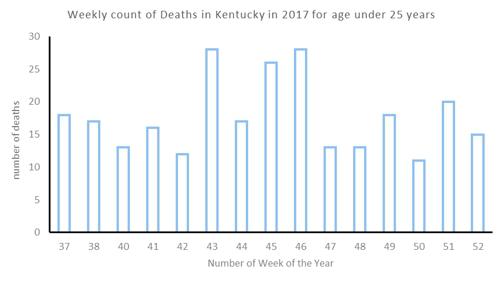 Weekly count of Deaths in Kentucky in 2017 for age under 25 years
30
25
20
15
10
5
0
number of deaths
37 38 40 41 42 43 44 45 46 47 48 49 50 51 52
Number of Week of the Year